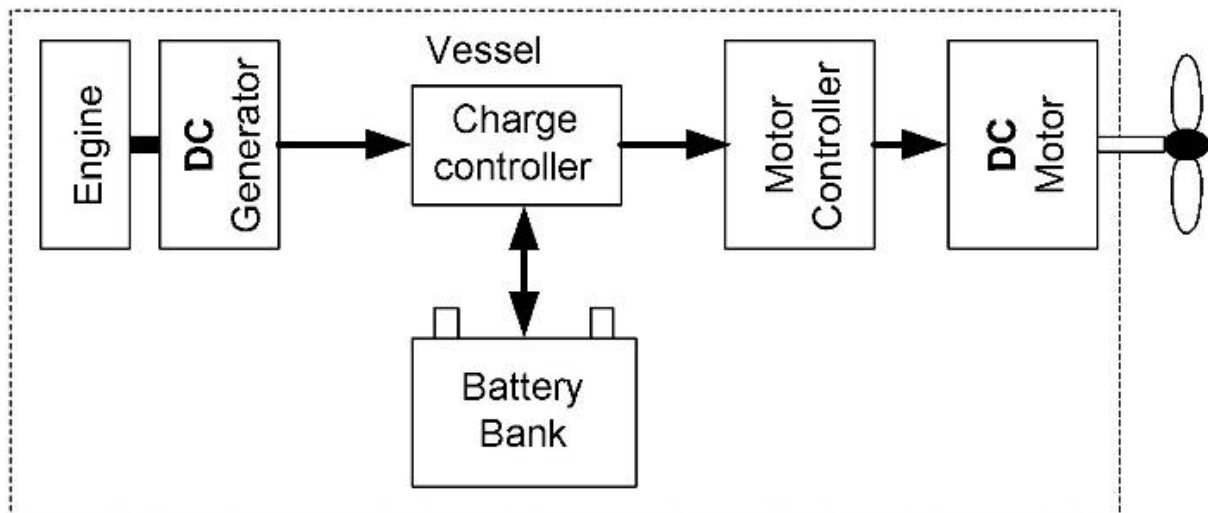 Engine
DC
Generator
Vessel
Charge
controller
Battery
Bank
Motor
Controller
DC
Motor